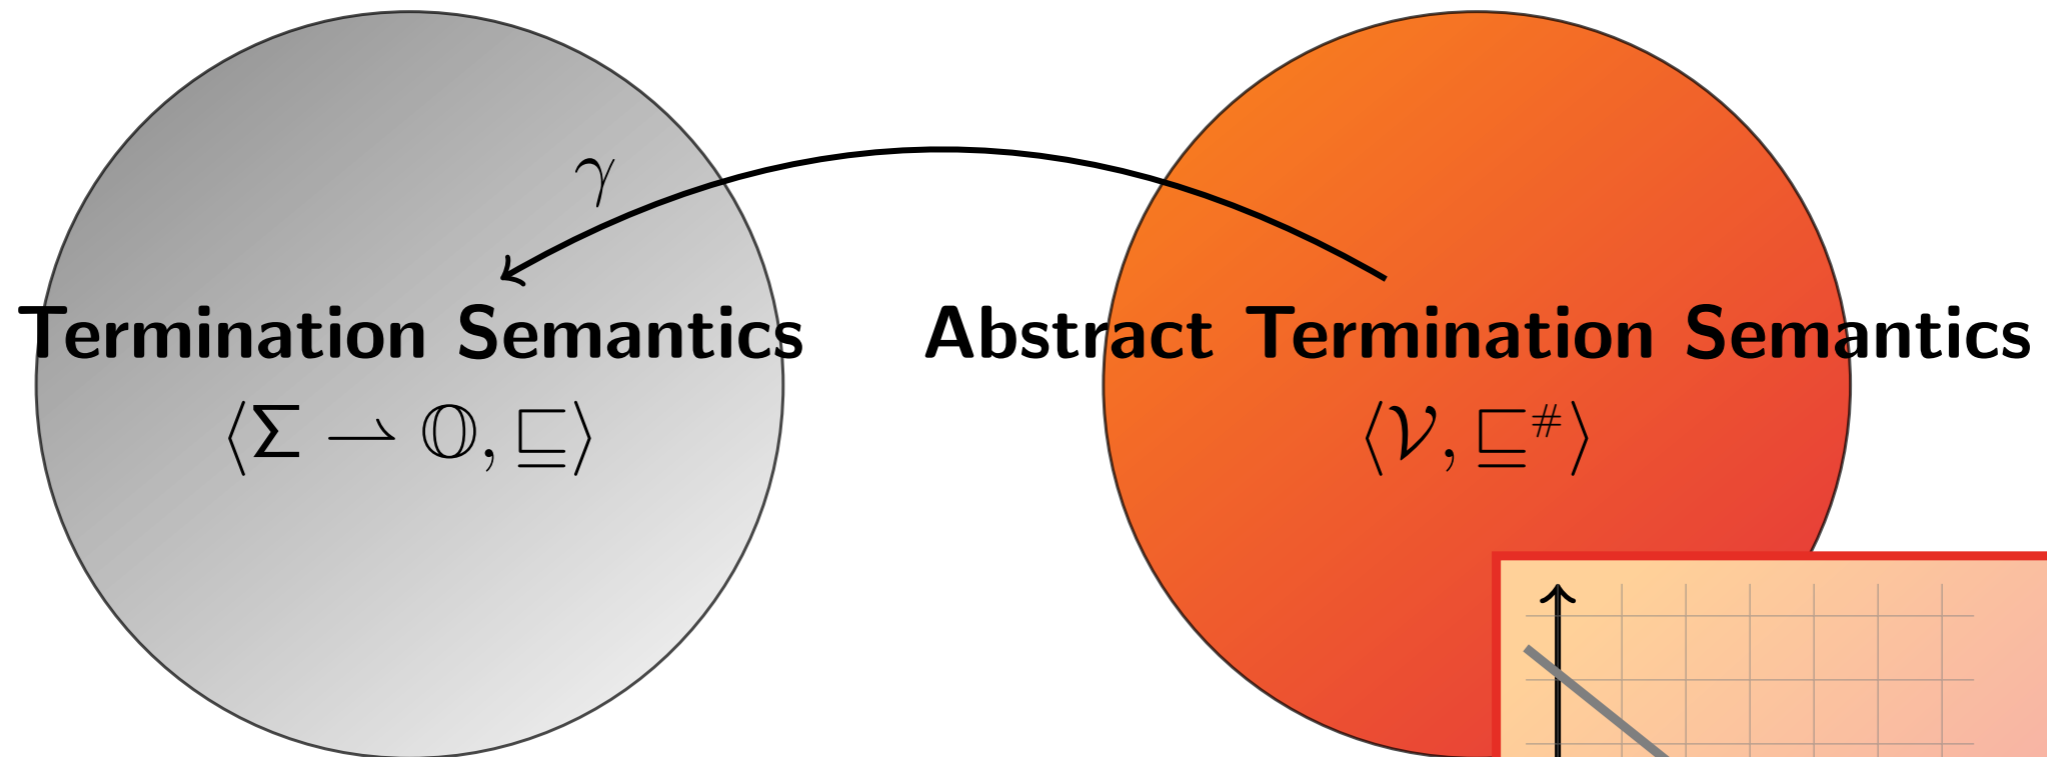 γ
Termination Semantics
⟨Σ ⇀ 𝕆, ⊑⟩
Abstract Termination Semantics
⟨𝒱, ⊑#⟩